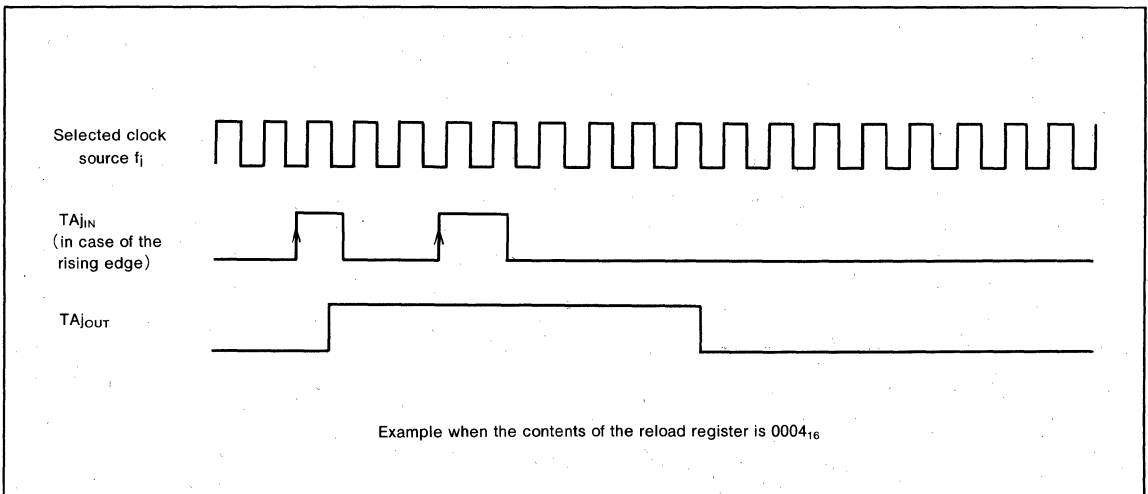 Selected clock
source fi
TAjIN
(in case of the
rising edge)
TAjOUT
Example when the contents of the reload register is 000416